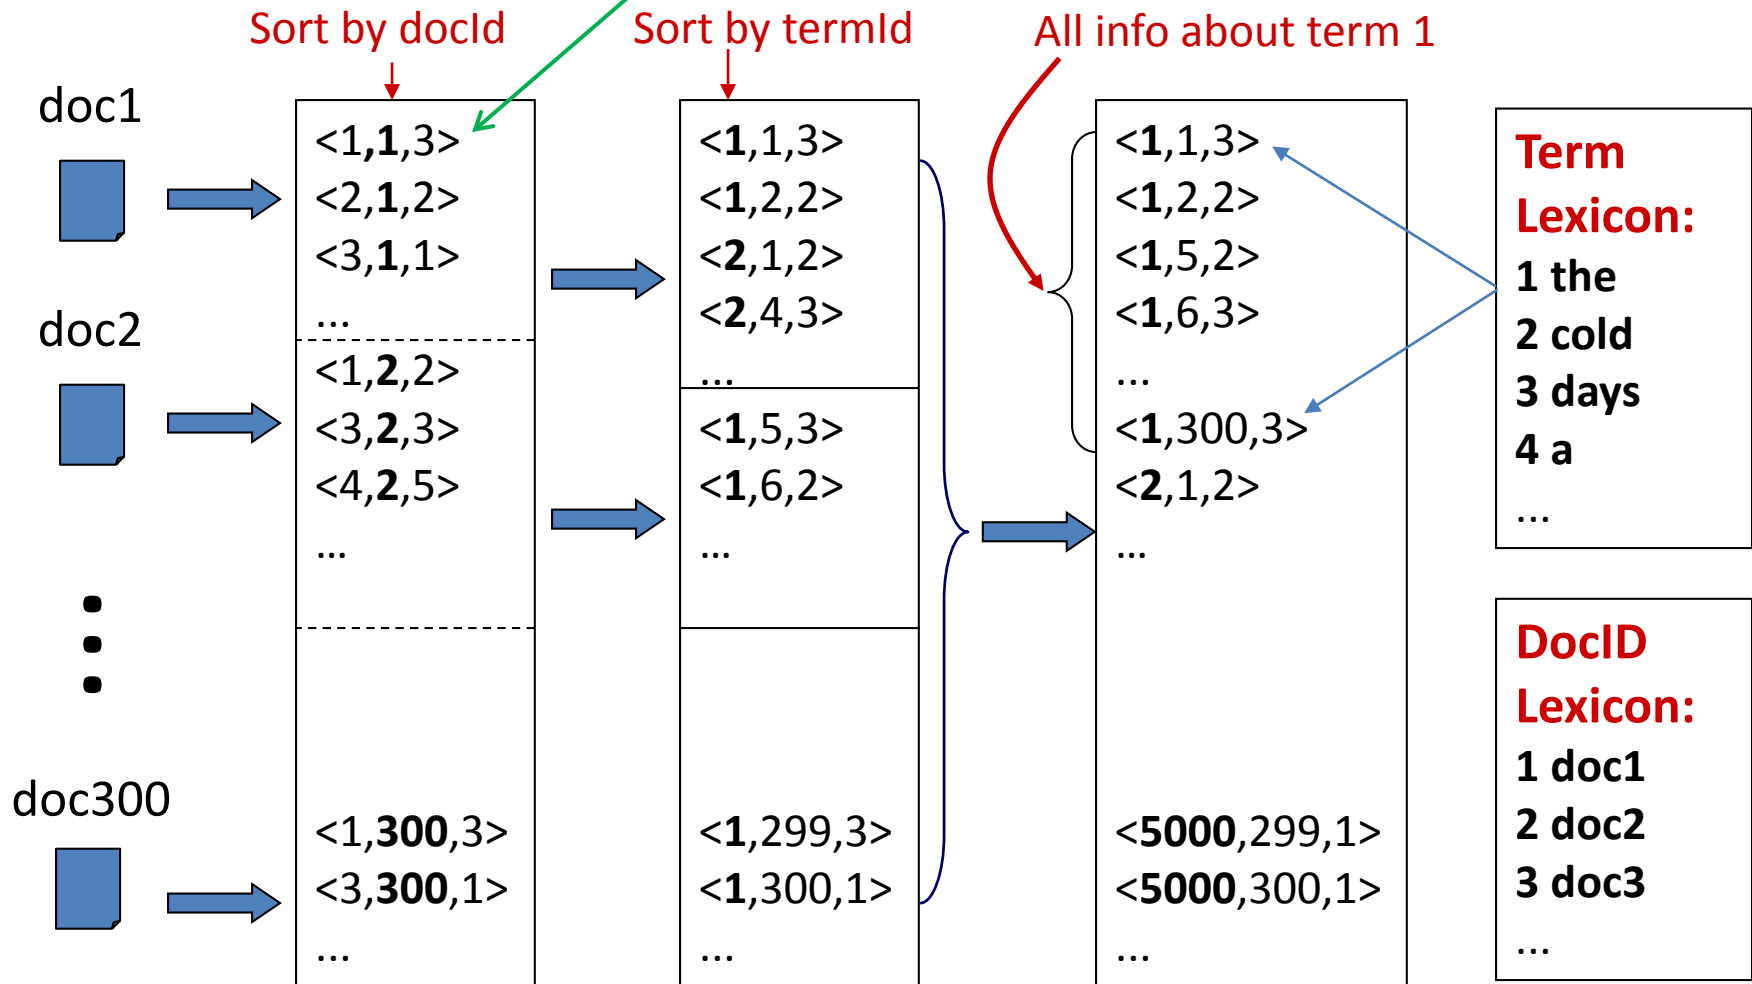 Sort by docId
Sort by termId
All info about term 1
doc1
doc2
doc300
<1,1,3>
<2,1,2>
<3,1,1>
...
<1,2,2>
<3,2,3>
<4,2,5>
...
<1,300,3>
<3,300,1>
...
<1,1,3>
<1,2,2>
<2,1,2>
<2,4,3>
...
<1,5,3>
<1,6,2>
...
<1,299,3>
<1,300,1>
...
<1,1,3>
<1,2,2>
<1,5,2>
<1,6,3>
...
<1,300,3>
<2,1,2>
...
<5000,299,1>
<5000,300,1>
...
Term
Lexicon:
1 the
2 cold
3 days
4 a
...
DocID
Lexicon:
1 doc1
2 doc2
3 doc3
...